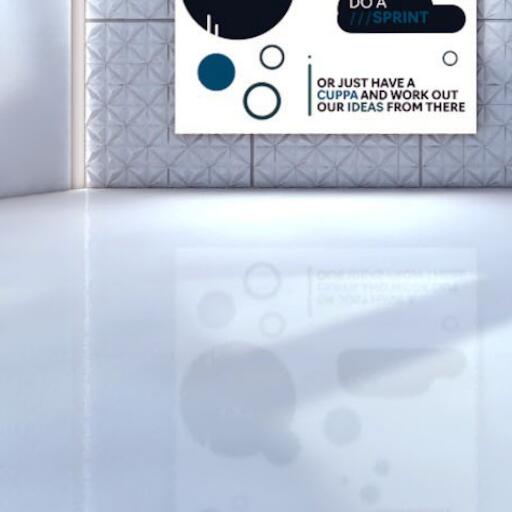 DO A
///SPRINT
OR JUST HAVE A
CUPPA AND WORK OUT
OUR IDEAS FROM THERE